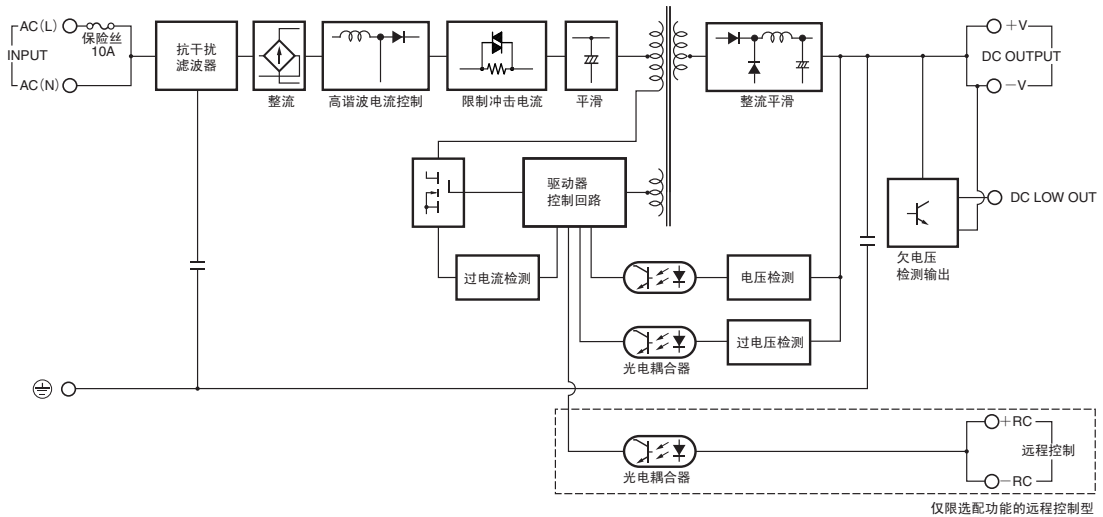 AC(L)
保险丝
10A
INPUT
AC(N)
抗干扰
滤波器
整流
高谐波电流控制
限制冲击电流
平滑
整流平滑
+V
DC OUTPUT
−V
驱动器
控制回路
DC LOW OUT
欠电压
检测输出
过电流检测
电压检测
过电压检测
光电耦合器
+RC
远程控制
−RC
光电耦合器
仅限选配功能的远程控制型